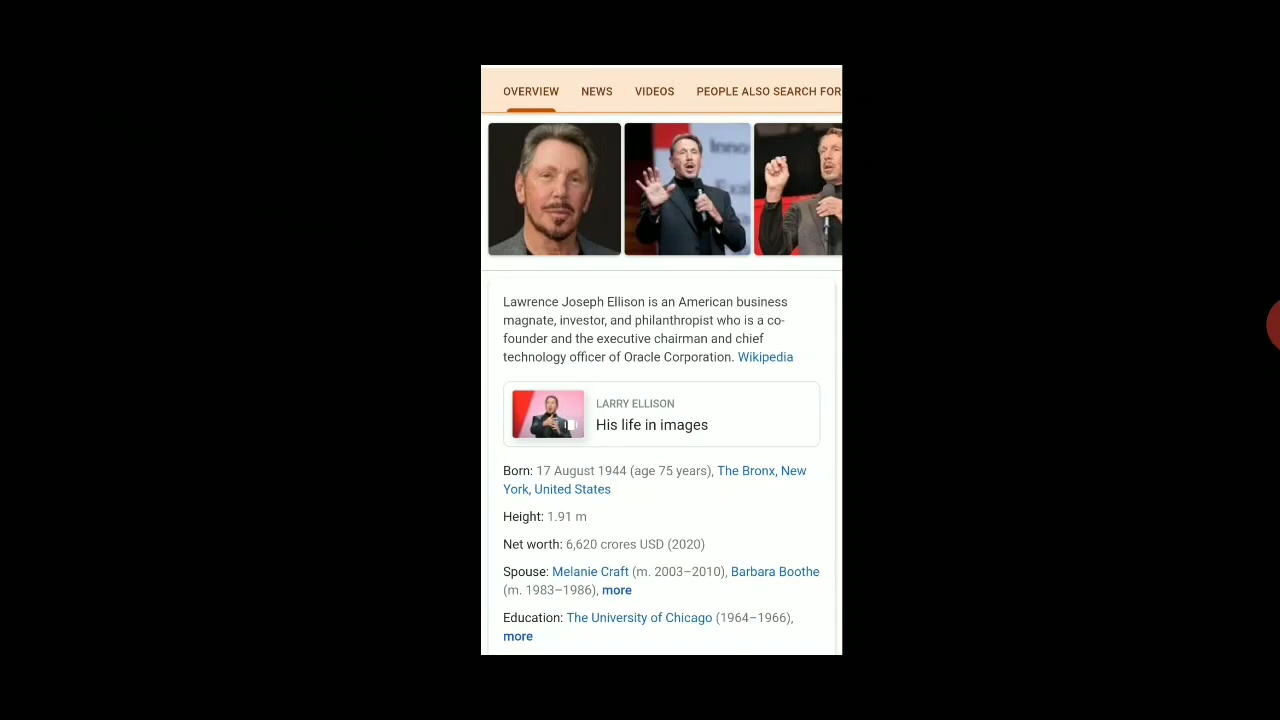 OVERVIEW NEWS VIDEOS PEOPLE ALSO SEARCH FOR
Lawrence Joseph Ellison is an American business
magnate, investor, and philanthropist who is a co-
founder and the executive chairman and chief
technology officer of Oracle Corporation. Wikipedia
LARRY ELLISON
His life in images
Born: 17 August 1944 (age 75 years), The Bronx, New
York, United States
Height: 1.91 m
Net worth: 6,620 crores USD (2020)
Spouse: Melanie Craft (m. 2003–2010), Barbara Boothe
(m. 1983–1986), more
Education: The University of Chicago (1964–1966),
more